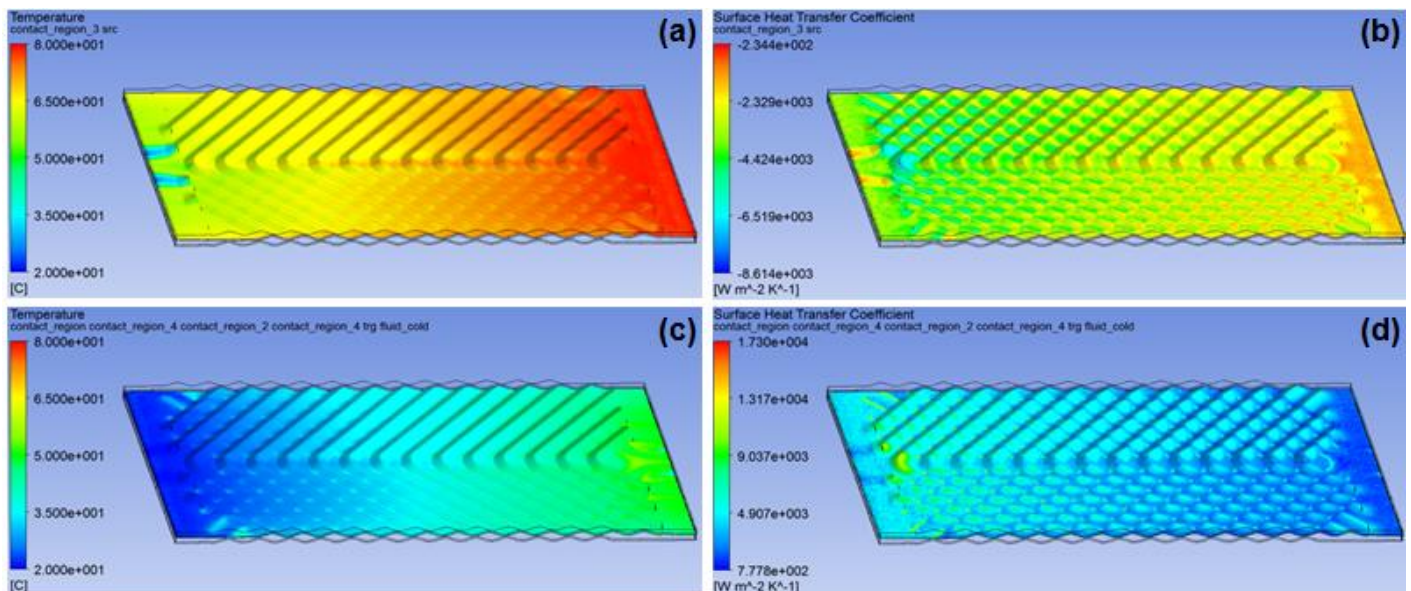 Temperature
contact_region_3 src
8.000e+001
6.500e+001
5.000e+001
3.500e+001
2.000e+001
[C]
(a)
Surface Heat Transfer Coefficient
contact_region_3 src
-2.344e+002
-2.329e+003
-4.424e+003
-6.519e+003
-8.614e+003
[W m^-2 K^-1]
(b)
Temperature
contact_region contact_region_4 contact_region_2 contact_region_4 trg fluid_cold
8.000e+001
6.500e+001
5.000e+001
3.500e+001
2.000e+001
[C]
(c)
Surface Heat Transfer Coefficient
contact_region contact_region_4 contact_region_2 contact_region_4 trg fluid_cold
1.730e+004
1.317e+004
9.037e+003
4.907e+003
7.778e+002
[W m^-2 K^-1]
(d)